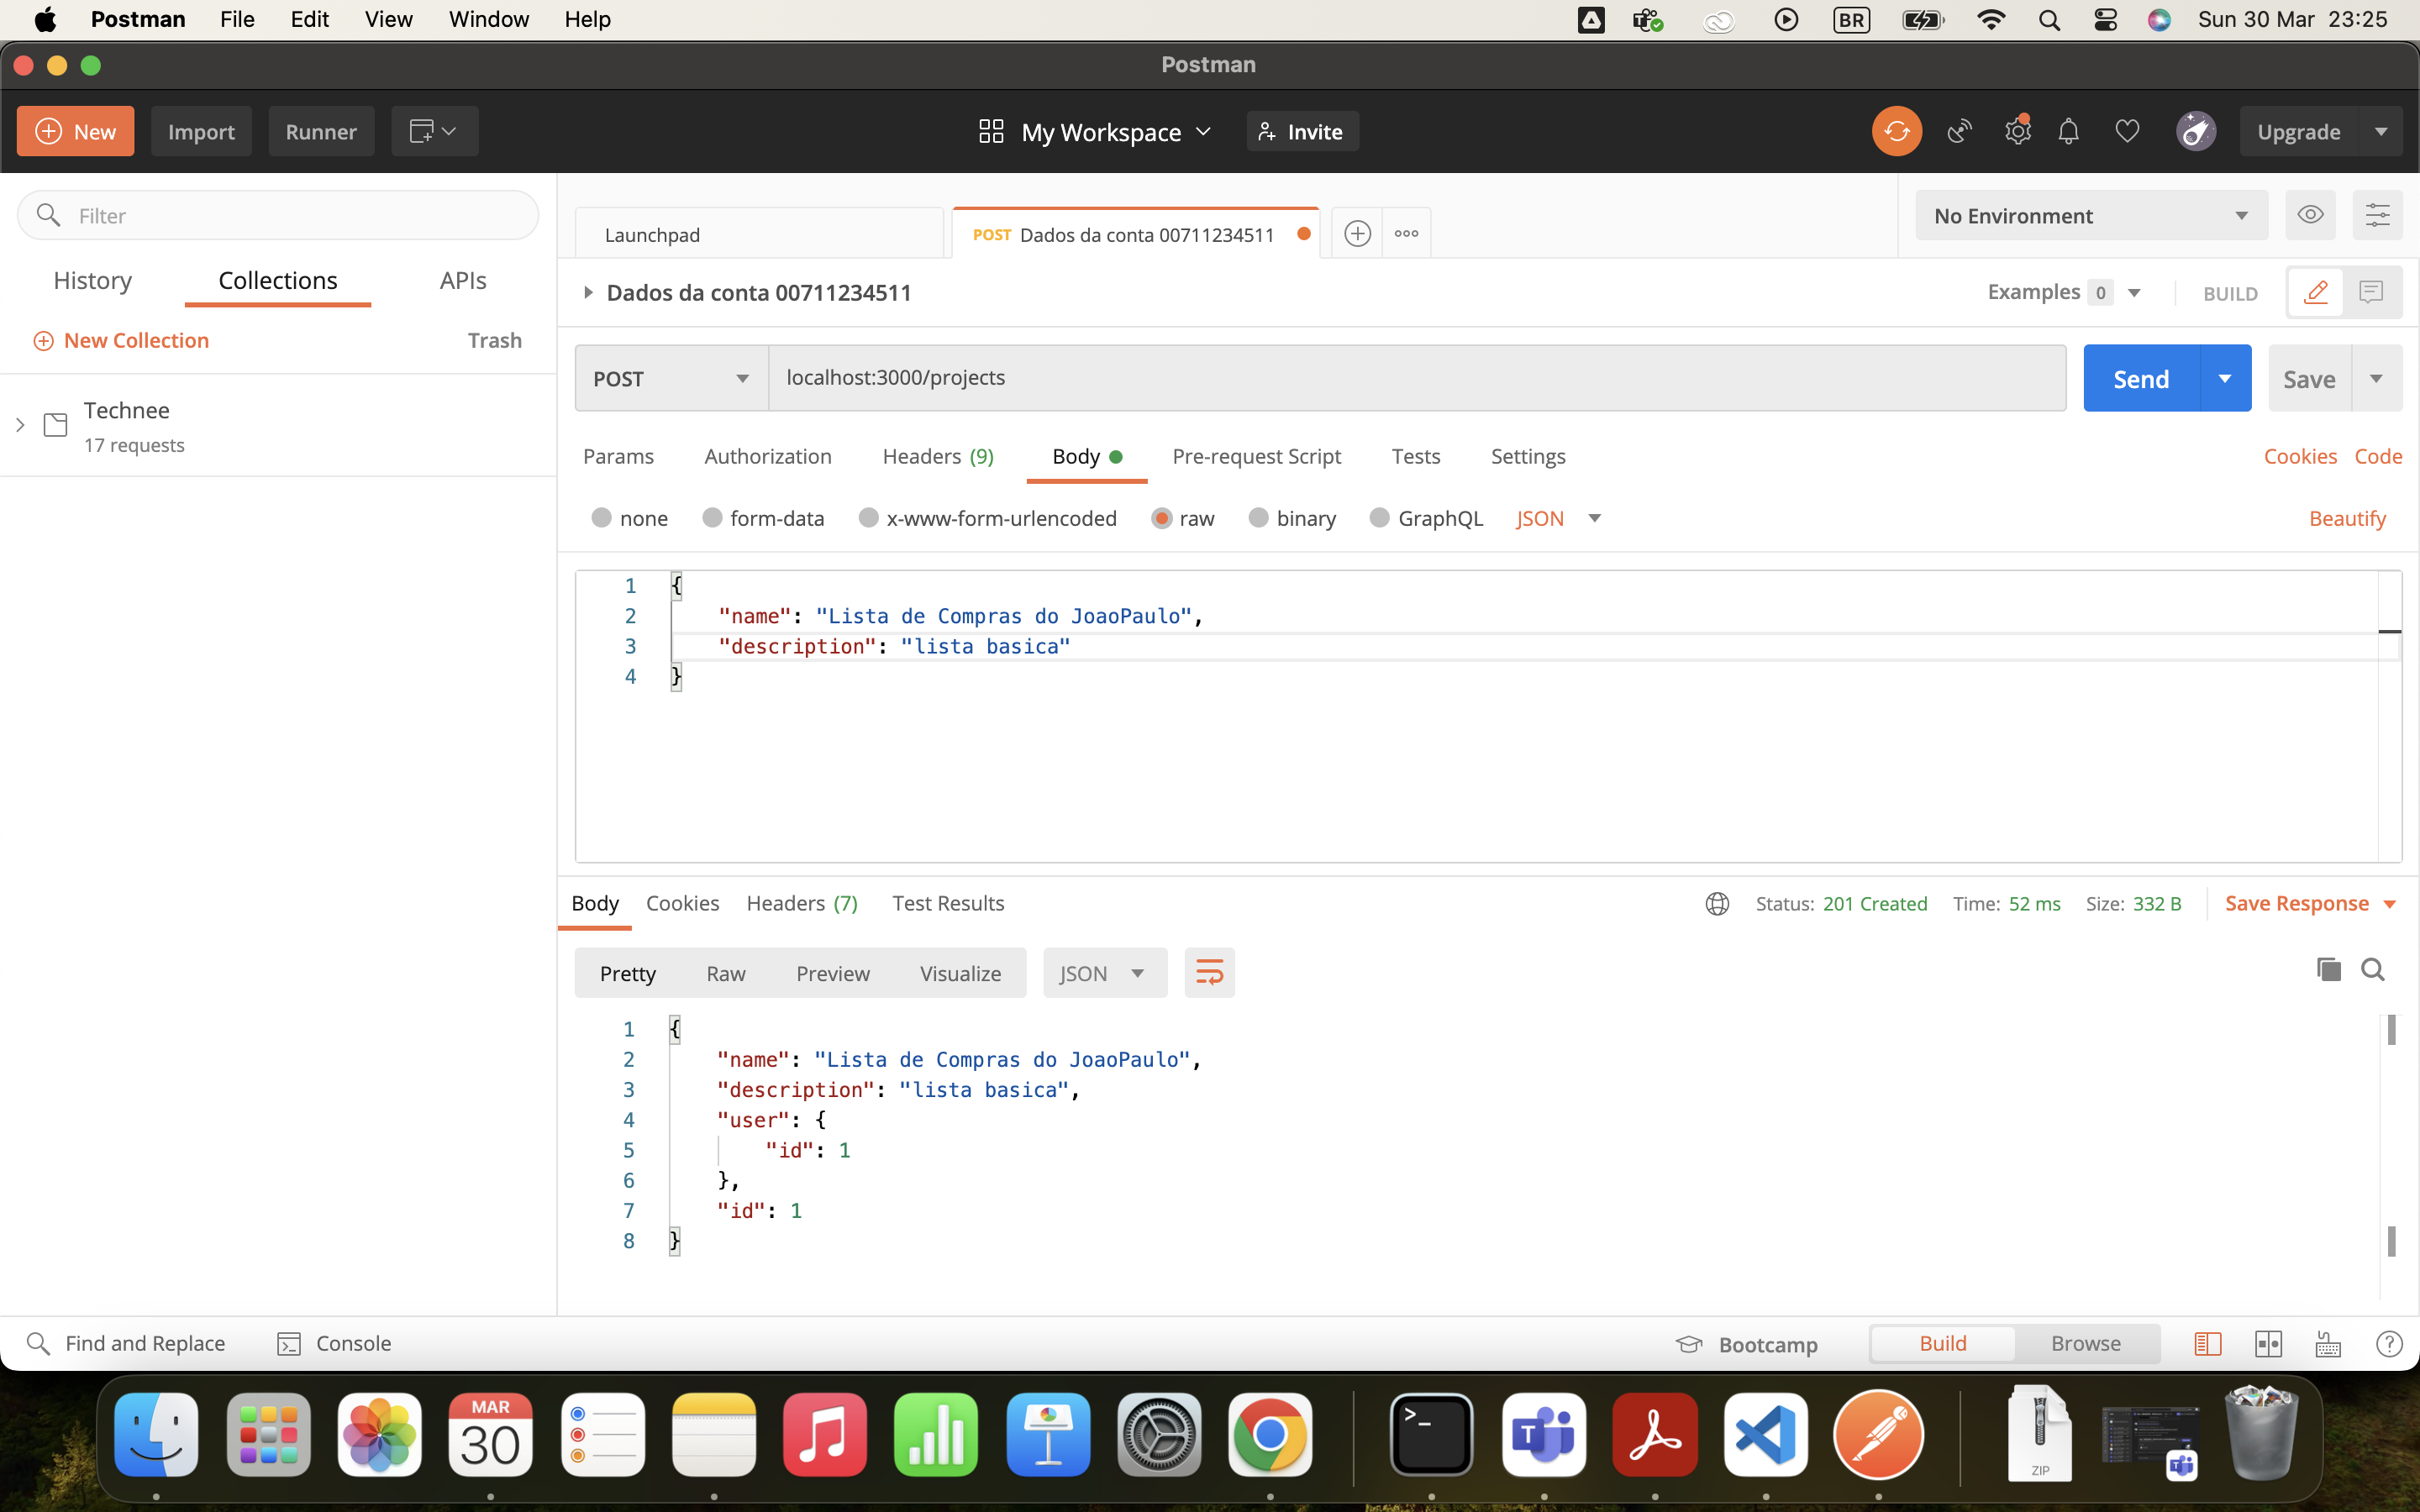 Postman File Edit View Window Help BR Sun 30 Mar 23:25
Postman
New Import Runner My Workspace Invite Upgrade
Filter
Launchpad POST Dados da conta 00711234511 No Environment
History Collections APIs
Dados da conta 00711234511 Examples 0 BUILD
New Collection Trash
POST localhost:3000/projects Send Save
Technee
17 requests
Params Authorization Headers (9) Body Pre-request Script Tests Settings Cookies Code
none form-data x-www-form-urlencoded raw binary GraphQL JSON Beautify
1 {
2 "name": "Lista de Compras do JoaoPaulo",
3 "description": "lista basica"
4 }
Body Cookies Headers (7) Test Results Status: 201 Created Time: 52 ms Size: 332 B Save Response
Pretty Raw Preview Visualize JSON
1 {
2 "name": "Lista de Compras do JoaoPaulo",
3 "description": "lista basica",
4 "user": {
5 "id": 1
6 },
7 "id": 1
8 }
Find and Replace Console Bootcamp Build Browse
MAR
30
ZIP